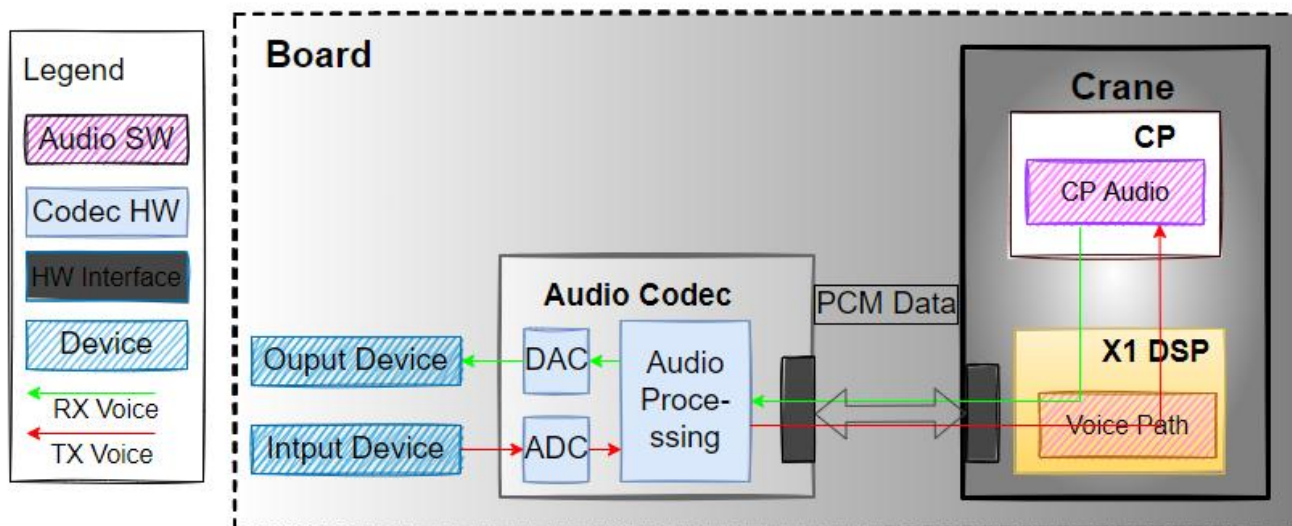 Legend
Audio SW
Codec HW
HW Interface
Device
RX Voice
TX Voice
Board
Ouput Device
Intput Device
Audio Codec
DAC
ADC
Audio
Proce-
ssing
PCM Data
Crane
CP
CP Audio
X1 DSP
Voice Path